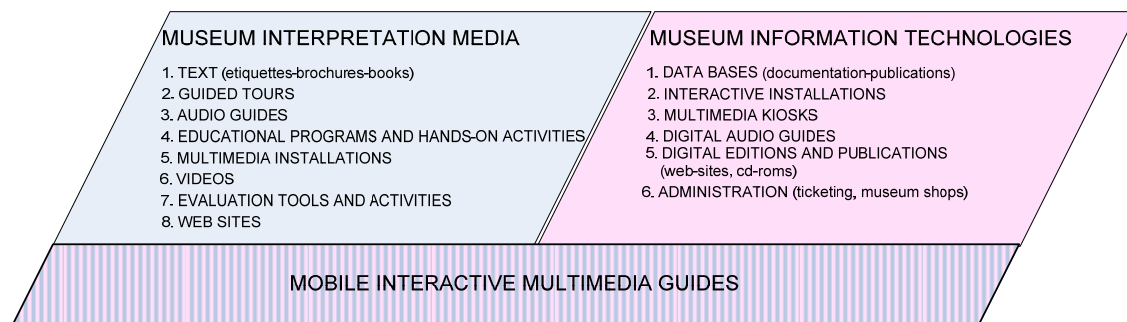 MUSEUM INTERPRETATION MEDIA
1. TEXT (etiquettes-brochures-books)
2. GUIDED TOURS
3. AUDIO GUIDES
4. EDUCATIONAL PROGRAMS AND HANDS-ON ACTIVITIES
5. MULTIMEDIA INSTALLATIONS
6. VIDEOS
7. EVALUATION TOOLS AND ACTIVITIES
8. WEB SITES
MUSEUM INFORMATION TECHNOLOGIES
1. DATA BASES (documentation-publications)
2. INTERACTIVE INSTALLATIONS
3. MULTIMEDIA KIOSKS
4. DIGITAL AUDIO GUIDES
5. DIGITAL EDITIONS AND PUBLICATIONS
(web-sites, cd-roms)
6. ADMINISTRATION (ticketing, museum shops)
MOBILE INTERACTIVE MULTIMEDIA GUIDES